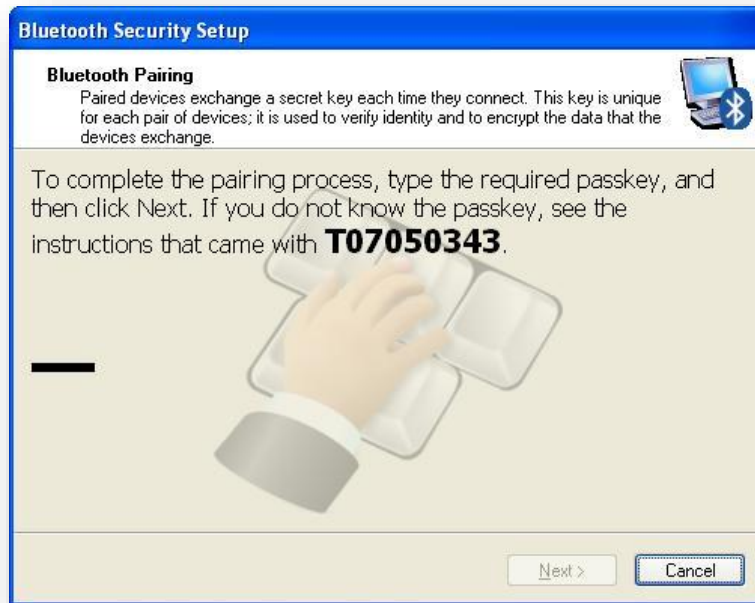 Bluetooth Security Setup
Bluetooth Pairing
Paired devices exchange a secret key each time they connect. This key is unique
for each pair of devices; it is used to verify identity and to encrypt the data that the
devices exchange.
To complete the pairing process, type the required passkey, and
then click Next. If you do not know the passkey, see the
instructions that came with T07050343.
Next >
Cancel